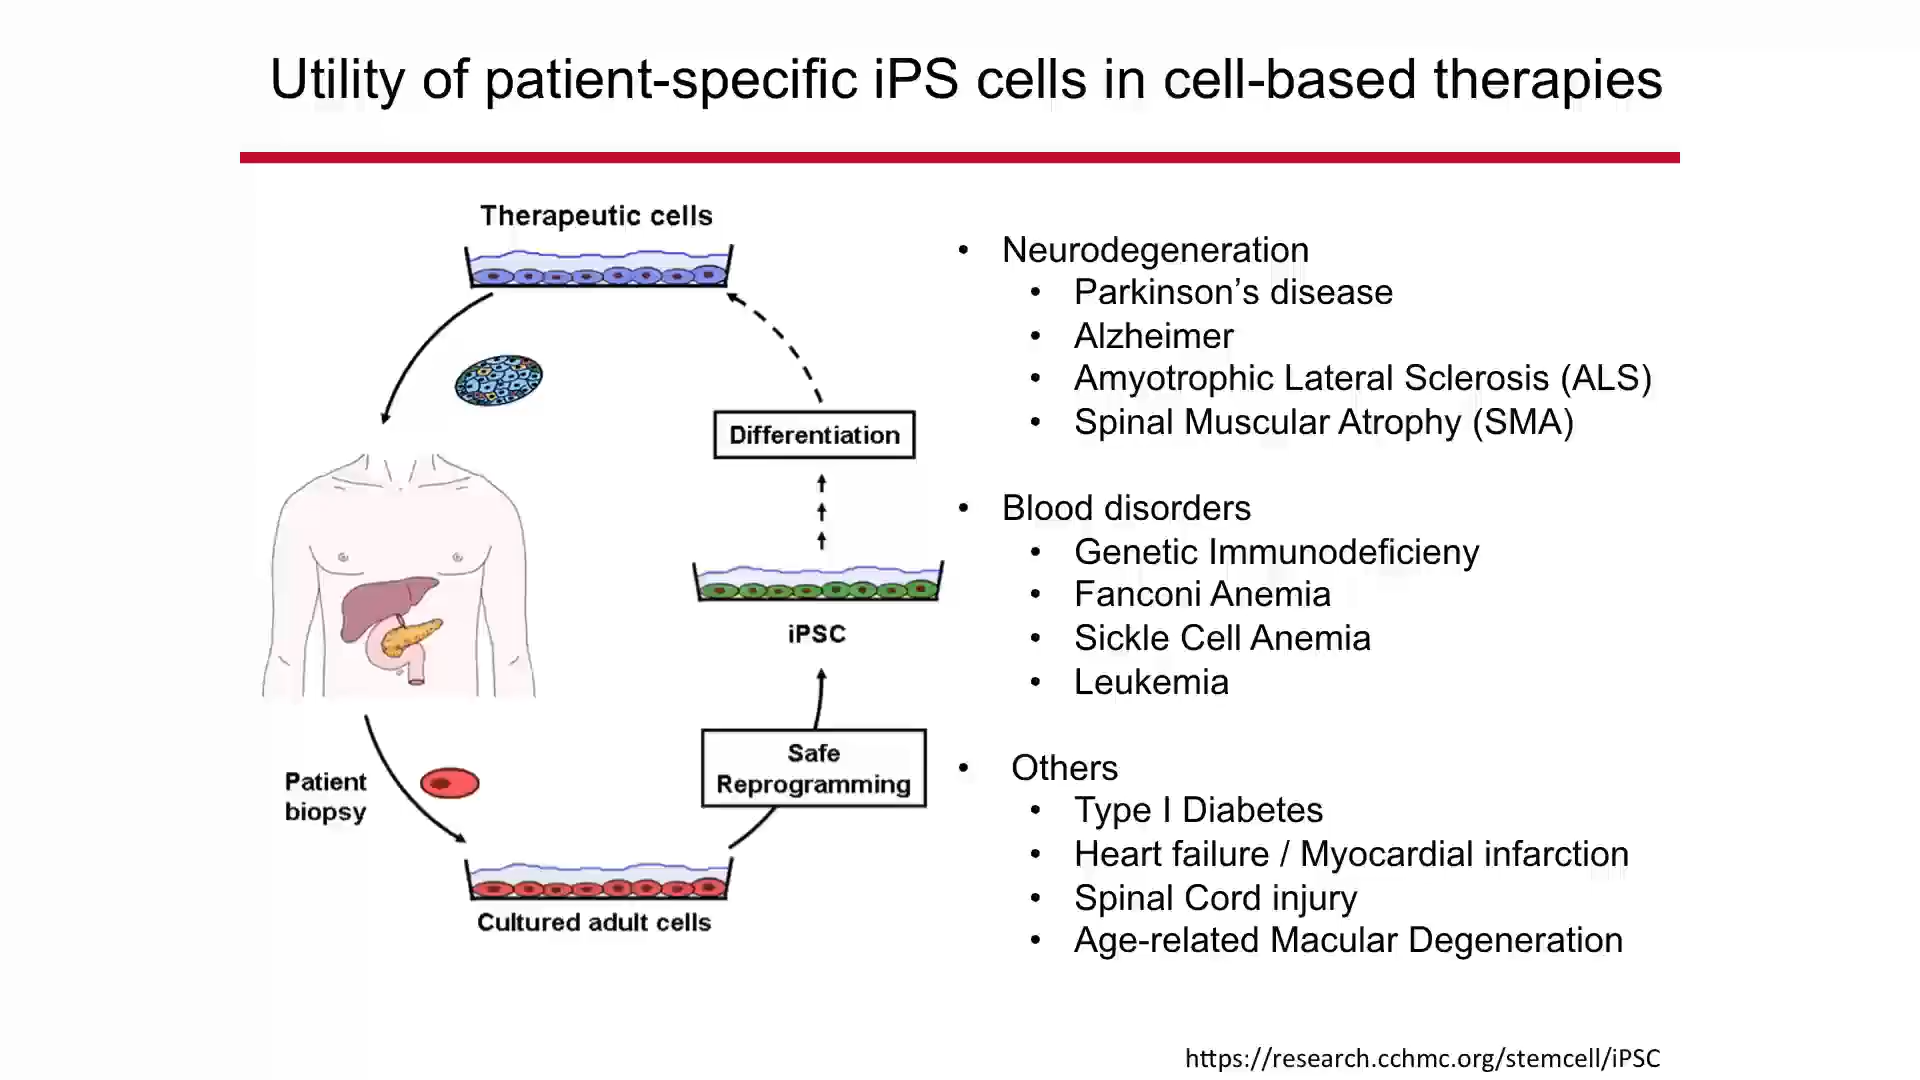 Utility of patient-specific iPS cells in cell-based therapies
Therapeutic cells
Differentiation
iPSC
Safe
Reprogramming
Patient
biopsy
Cultured adult cells
• Neurodegeneration
• Parkinson’s disease
• Alzheimer
• Amyotrophic Lateral Sclerosis (ALS)
• Spinal Muscular Atrophy (SMA)
• Blood disorders
• Genetic Immunodeficieny
• Fanconi Anemia
• Sickle Cell Anemia
• Leukemia
• Others
• Type I Diabetes
• Heart failure / Myocardial infarction
• Spinal Cord injury
• Age-related Macular Degeneration
https://research.cchmc.org/stemcell/iPSC